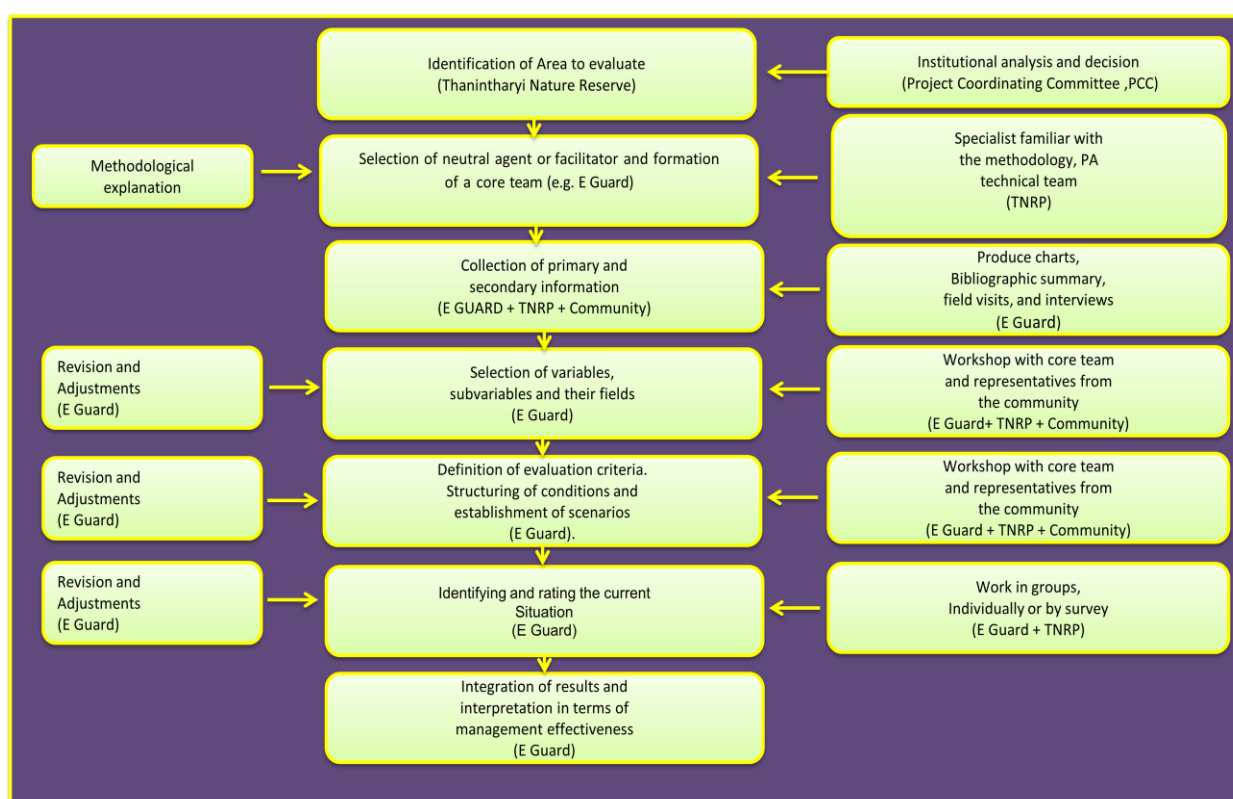 Identification of Area to evaluate
(Thanintharyi Nature Reserve)
Institutional analysis and decision
(Project Coordinating Committee ,PCC)
Methodological
explanation
Selection of neutral agent or facilitator and formation
of a core team (e.g. E Guard)
Specialist familiar with
the methodology, PA
technical team
(TNRP)
Collection of primary and
secondary information
(E GUARD + TNRP + Community)
Produce charts,
Bibliographic summary,
field visits, and interviews
(E Guard)
Revision and
Adjustments
(E Guard)
Selection of variables,
subvariables and their fields
(E Guard)
Workshop with core team
and representatives from
the community
(E Guard+ TNRP + Community)
Revision and
Adjustments
(E Guard)
Definition of evaluation criteria.
Structuring of conditions and
establishment of scenarios
(E Guard).
Workshop with core team
and representatives from
the community
(E Guard + TNRP + Community)
Revision and
Adjustments
(E Guard)
Identifying and rating the current
Situation
(E Guard)
Work in groups,
Individually or by survey
(E Guard + TNRP)
Integration of results and
interpretation in terms of
management effectiveness
(E Guard)